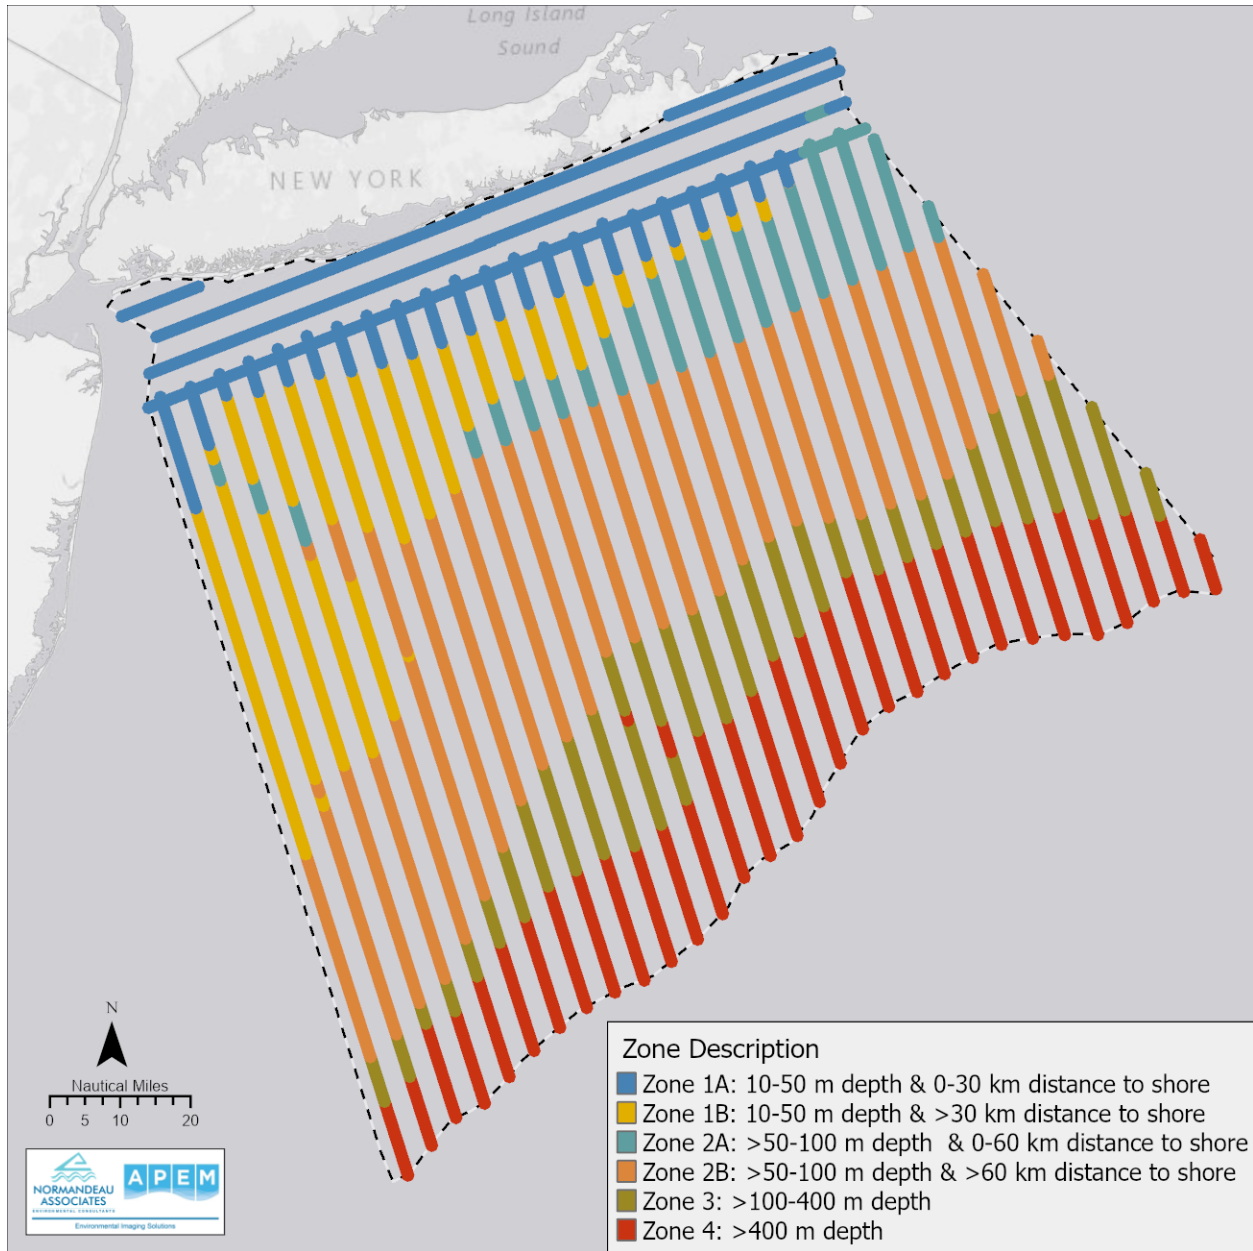 Long Island
Sound
NEW YORK
N
Nautical Miles
0 5 10 20
NORMANDEAU
ASSOCIATES
ENVIRONMENTAL CONSULTANTS
APEM
Environmental Imaging Solutions
Zone Description
Zone 1A: 10-50 m depth & 0-30 km distance to shore
Zone 1B: 10-50 m depth & >30 km distance to shore
Zone 2A: >50-100 m depth & 0-60 km distance to shore
Zone 2B: >50-100 m depth & >60 km distance to shore
Zone 3: >100-400 m depth
Zone 4: >400 m depth